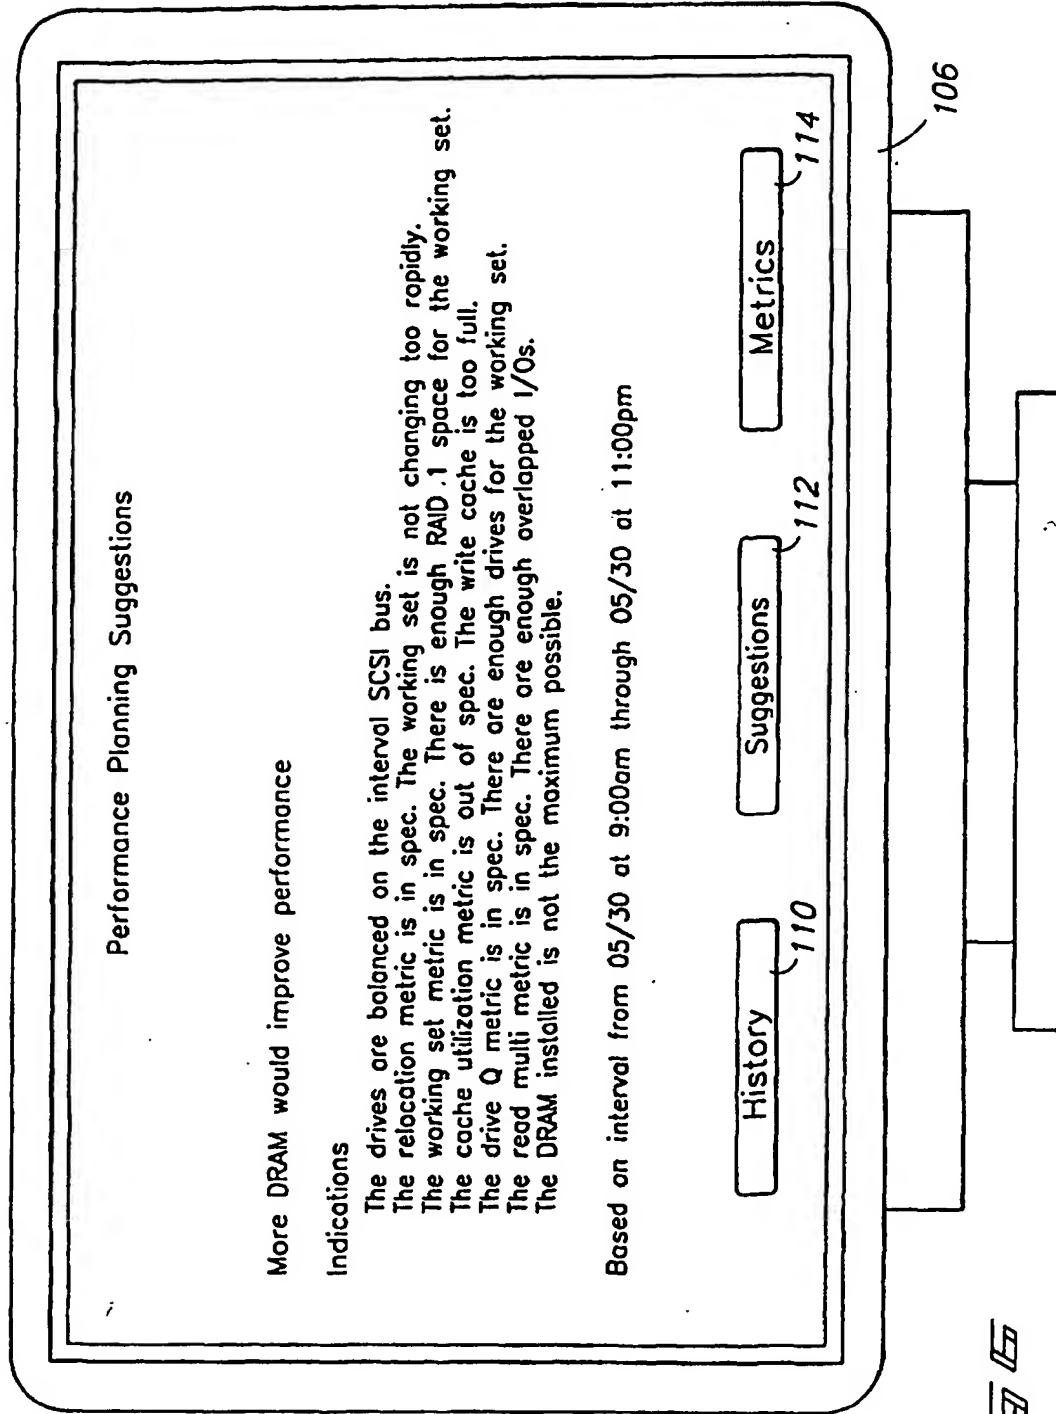 Performance Planning Suggestions
More DRAM would improve performance
Indications
The drives are balanced on the interval SCSI bus.
The relocation metric is in spec. The working set is not changing too rapidly.
The working set metric is in spec. There is enough RAID .1 space for the working set.
The cache utilization metric is out of spec. The write cache is too full.
The drive Q metric is in spec. There are enough drives for the working set.
The read multi metric is in spec. There are enough overlapped I/Os.
The DRAM installed is not the maximum possible.
Based on interval from 05/30 at 9:00am through 05/30 at 11:00pm
History
110
Suggestions
112
Metrics
114
106